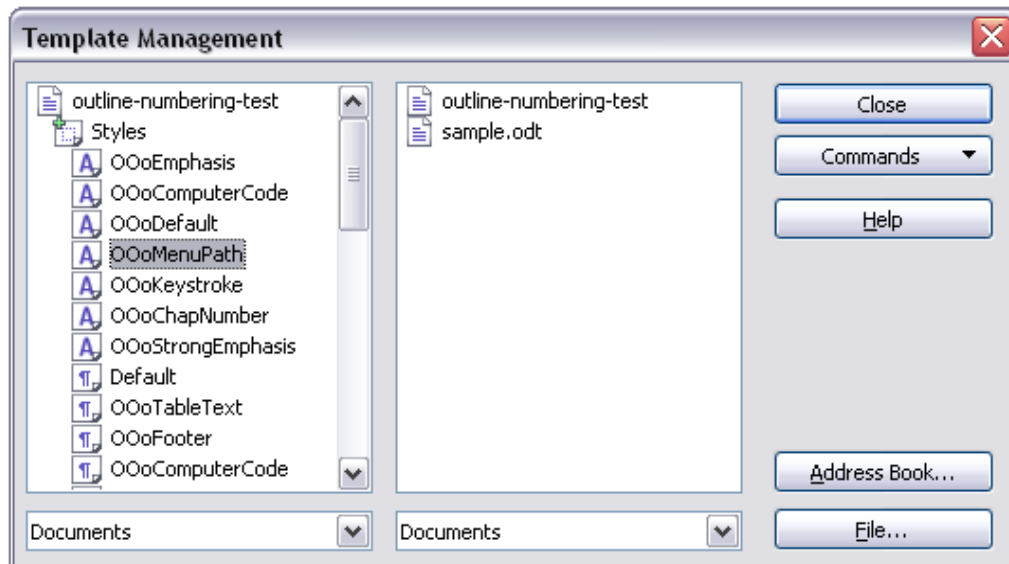 Template Management
outline-numbering-test
Styles
OOoEmphasis
OOoComputerCode
OOoDefault
OOoMenuPath
OOoKeystroke
OOoChapNumber
OOoStrongEmphasis
Default
OOoTableText
OOoFooter
OOoComputerCode
Documents
outline-numbering-test
sample.odt
Documents
Close
Commands
Help
Address Book...
File...